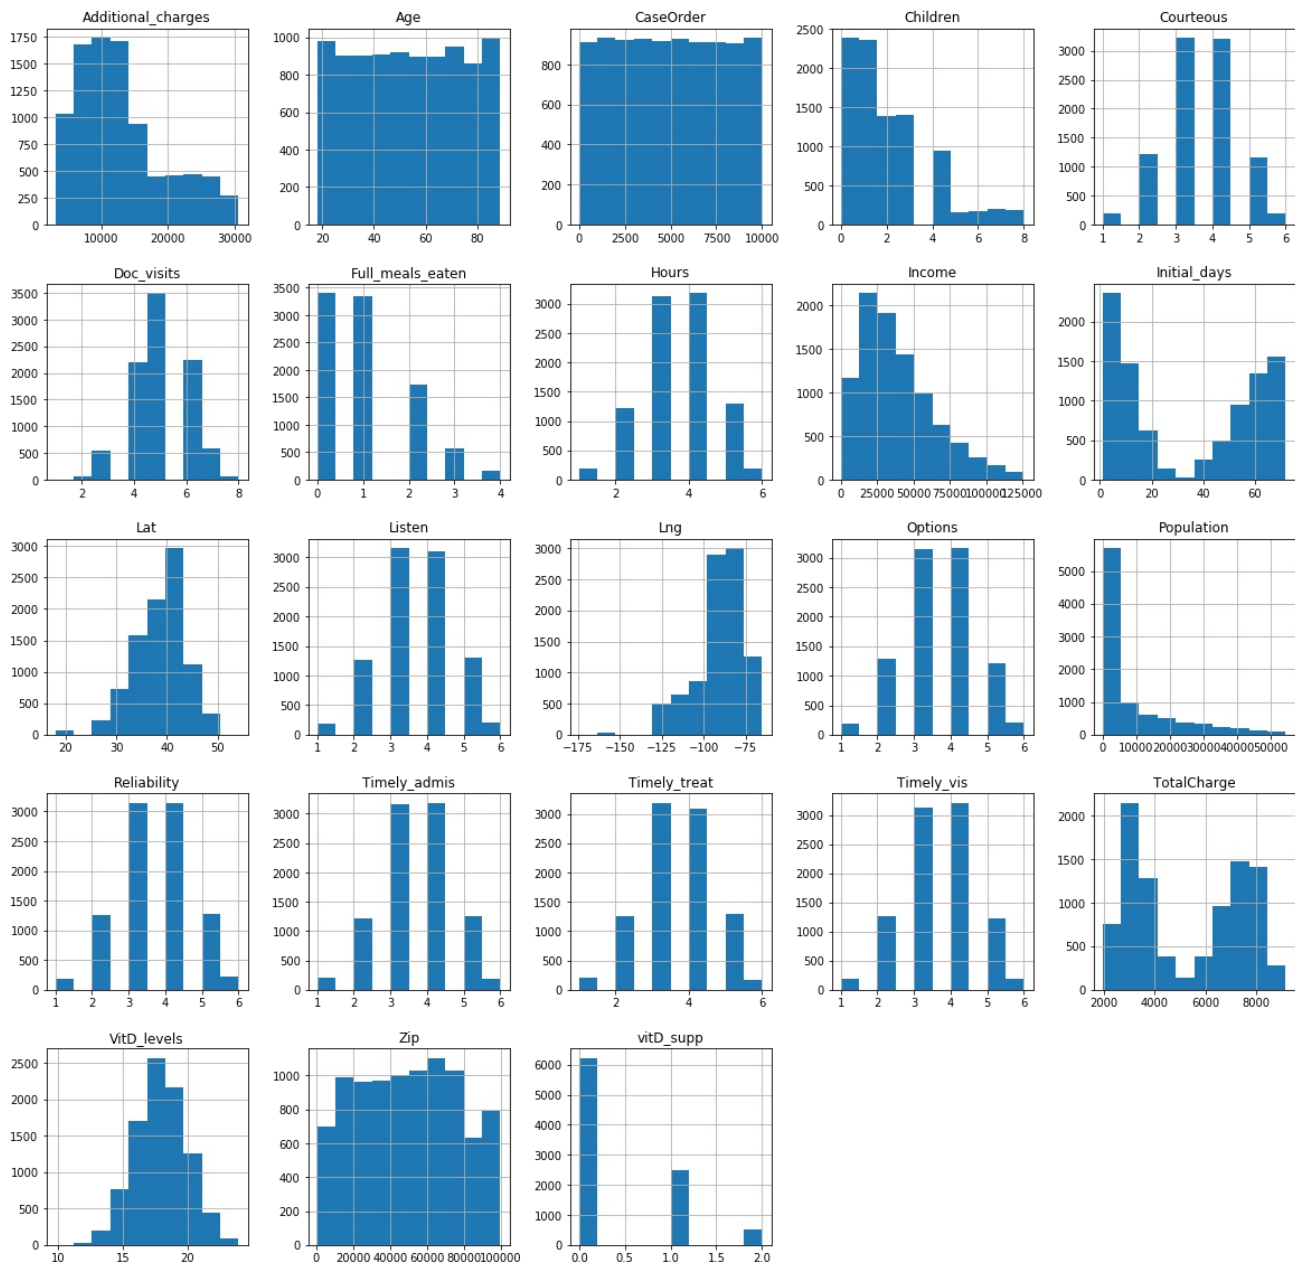 Additional_charges Age CaseOrder Children Courteous
1750 1000 2500
1500 800 800 2000 3000
1250 2500
1000 600 600 1500 2000
750 400 400 1000 1500
500 1000
250 200 200 500 500
0 0 0 0 0
10000 20000 30000 20 40 60 80 0 2500 5000 7500 10000 0 2 4 6 8 1 2 3 4 5 6
Doc_visits Full_meals_eaten Hours Income Initial_days
3500 3500
3000 3000 3000 2000 2000
2500 2500 2500
2000 2000 2000 1500 1500
1500 1500 1500 1000 1000
1000 1000 1000
500 500 500 500 500
0 0 0 0 0
2 4 6 8 0 1 2 3 4 2 4 6 0 25000 50000 75000 100000 125000 0 20 40 60
Lat Listen Lng Options Population
3000 3000 3000 3000 5000
2500 2500 2500 2500 4000
2000 2000 2000 2000 3000
1500 1500 1500 1500
1000 1000 1000 1000 2000
500 500 500 500 1000
0 0 0 0 0
20 30 40 50 1 2 3 4 5 6 −175 −150 −125 −100 −75 1 2 3 4 5 6 0 10000 20000 30000 40000 50000
Reliability Timely_admis Timely_treat Timely_vis TotalCharge
3000 3000 3000 3000 2000
2500 2500 2500 2500
2000 2000 2000 2000 1500
1500 1500 1500 1500 1000
1000 1000 1000 1000
500 500 500 500 500
0 0 0 0 0
1 2 3 4 5 6 1 2 3 4 5 6 2 4 6 1 2 3 4 5 6 2000 4000 6000 8000
VitD_levels Zip vitD_supp
2500 1000 6000
2000 800 5000
1500 600 4000
1000 400 3000
500 200 2000
0 0 1000
0
10 15 20 0 20000 40000 60000 80000 100000 0.0 0.5 1.0 1.5 2.0